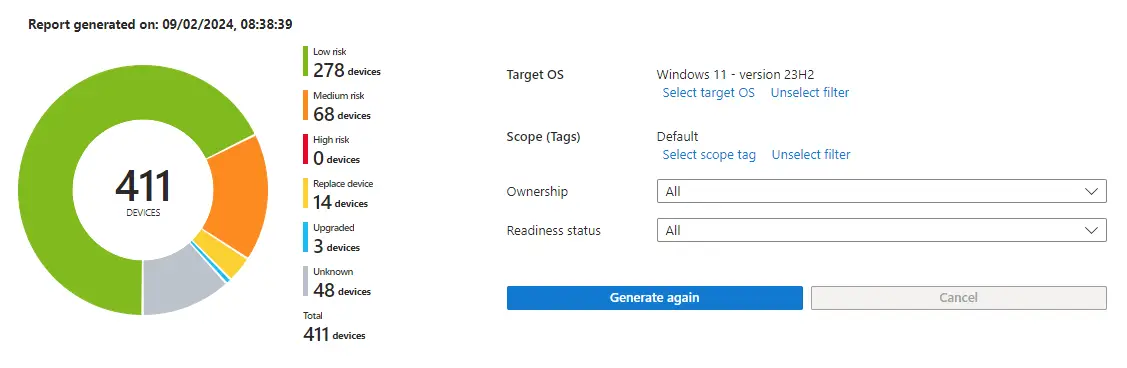 Report generated on: 09/02/2024, 08:38:39
411
DEVICES
Low risk
278 devices
Medium risk
68 devices
High risk
0 devices
Replace device
14 devices
Upgraded
3 devices
Unknown
48 devices
Total
411 devices
Target OS
Windows 11 - version 23H2
Select target OS Unselect filter
Scope (Tags)
Default
Select scope tag Unselect filter
Ownership
All
Readiness status
All
Generate again
Cancel